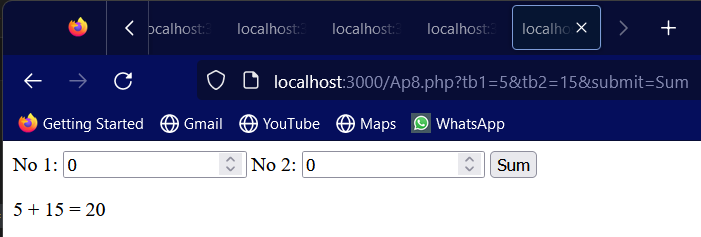 localhost:3 localhost: localhost: localhost: localho
localhost:3000/Ap8.php?tb1=5&tb2=15&submit=Sum
Getting Started Gmail YouTube Maps WhatsApp
No 1: 0 No 2: 0 Sum
5 + 15 = 20